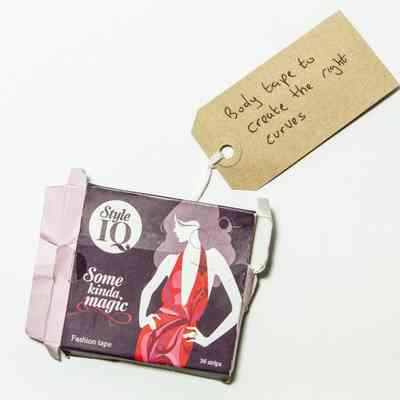 Body tape to
create the right
curves
Style
IQ
Some
kinda
magic
Fashion tape
36 strips